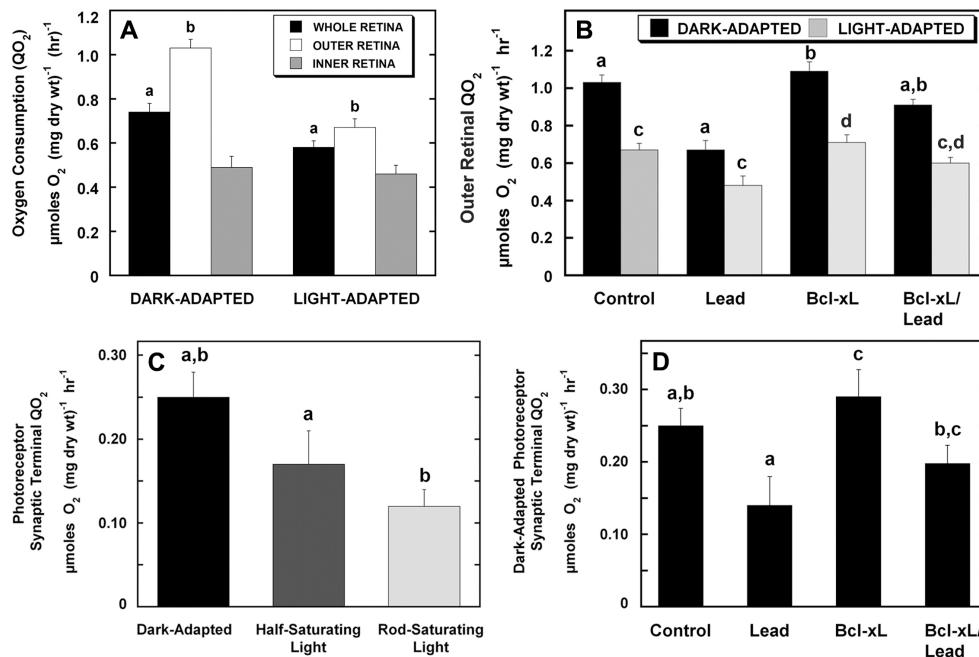 A
Oxygen Consumption (QO2)
µmoles O2 (mg dry wt)-1 (hr)-1
1.2
1.0
0.8
0.6
0.4
0.2
0
a
b
a
b
WHOLE RETINA
OUTER RETINA
INNER RETINA
DARK-ADAPTED
LIGHT-ADAPTED
B
DARK-ADAPTED
LIGHT-ADAPTED
Outer Retinal QO2
µmoles O2 (mg dry wt)-1 hr-1
1.2
1.0
0.8
0.6
0.4
0.2
0
a
c
a
c
b
d
a,b
c,d
Control
Lead
Bcl-xL
Bcl-xL/
Lead
C
Photoreceptor
Synaptic Terminal QO2
µmoles O2 (mg dry wt)-1 hr-1
0.30
0.20
0.10
0
a,b
a
b
Dark-Adapted
Half-Saturating
Light
Rod-Saturating
Light
D
Dark-Adapted Photoreceptor
Synaptic Terminal QO2
µmoles O2 (mg dry wt)-1 hr-1
0.30
0.20
0.10
0
a,b
a
c
b,c
Control
Lead
Bcl-xL
Bcl-xL/
Lead